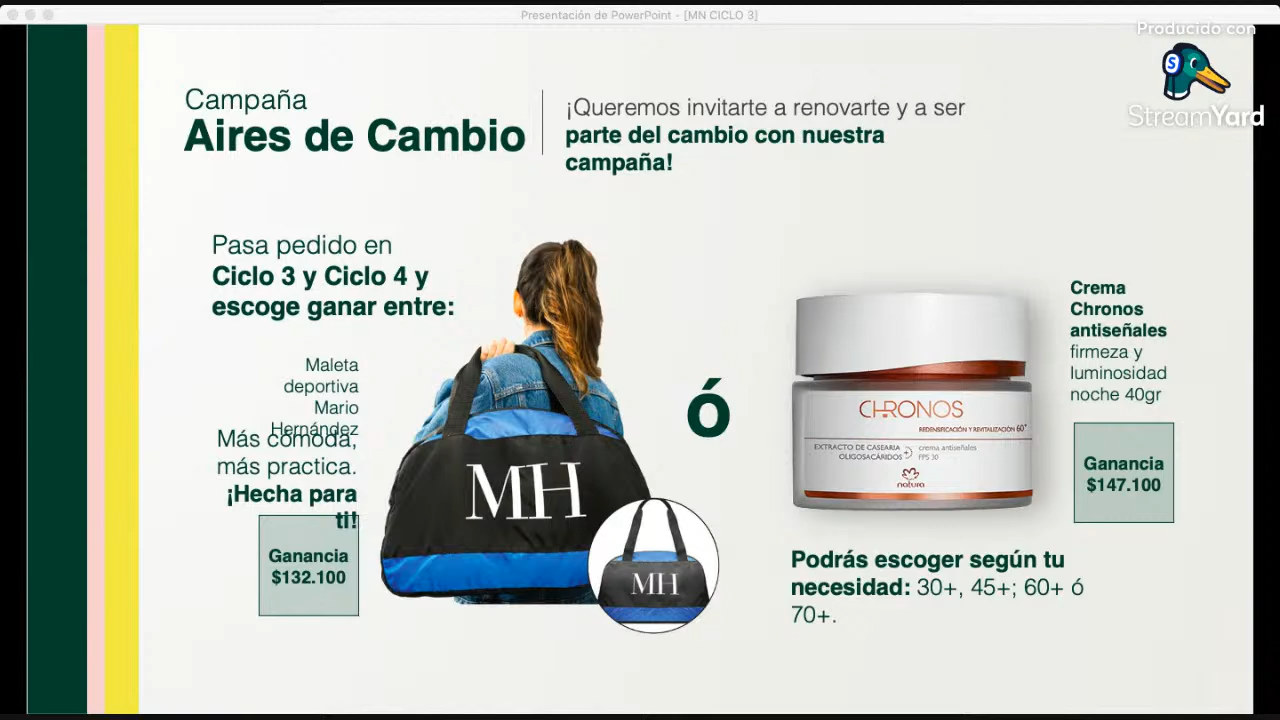 Presentación de PowerPoint - [MN CICLO 3]
Producido con
S
StreamYard
Campaña
Aires de Cambio
¡Queremos invitarte a renovarte y a ser
parte del cambio con nuestra
campaña!
Pasa pedido en
Ciclo 3 y Ciclo 4 y
escoge ganar entre:
Maleta
deportiva
Mario
Hernández
Más cómoda,
más practica.
¡Hecha para
ti!
Ganancia
$132.100
MH
MH
ó
CHRONOS
REDENSIFICACIÓN Y REVITALIZACIÓN 60+
EXTRACTO DE CASEARIA
OLIGOSACÁRIDOS
crema antiseñales
FPS 30
natura
Crema
Chronos
antiseñales
firmeza y
luminosidad
noche 40gr
Ganancia
$147.100
Podrás escoger según tu
necesidad: 30+, 45+; 60+ ó
70+.